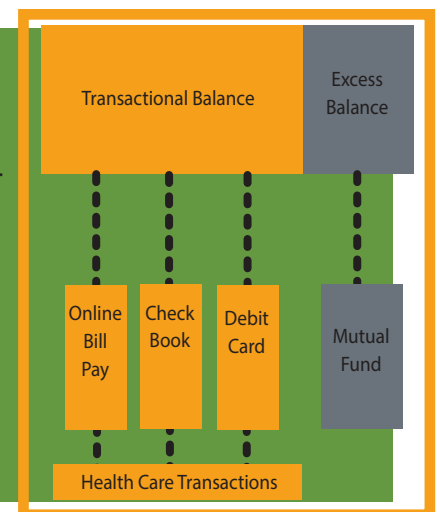 Transactional Balance
Excess
Balance
Online
Bill
Pay
Check
Book
Debit
Card
Mutual
Fund
Health Care Transactions